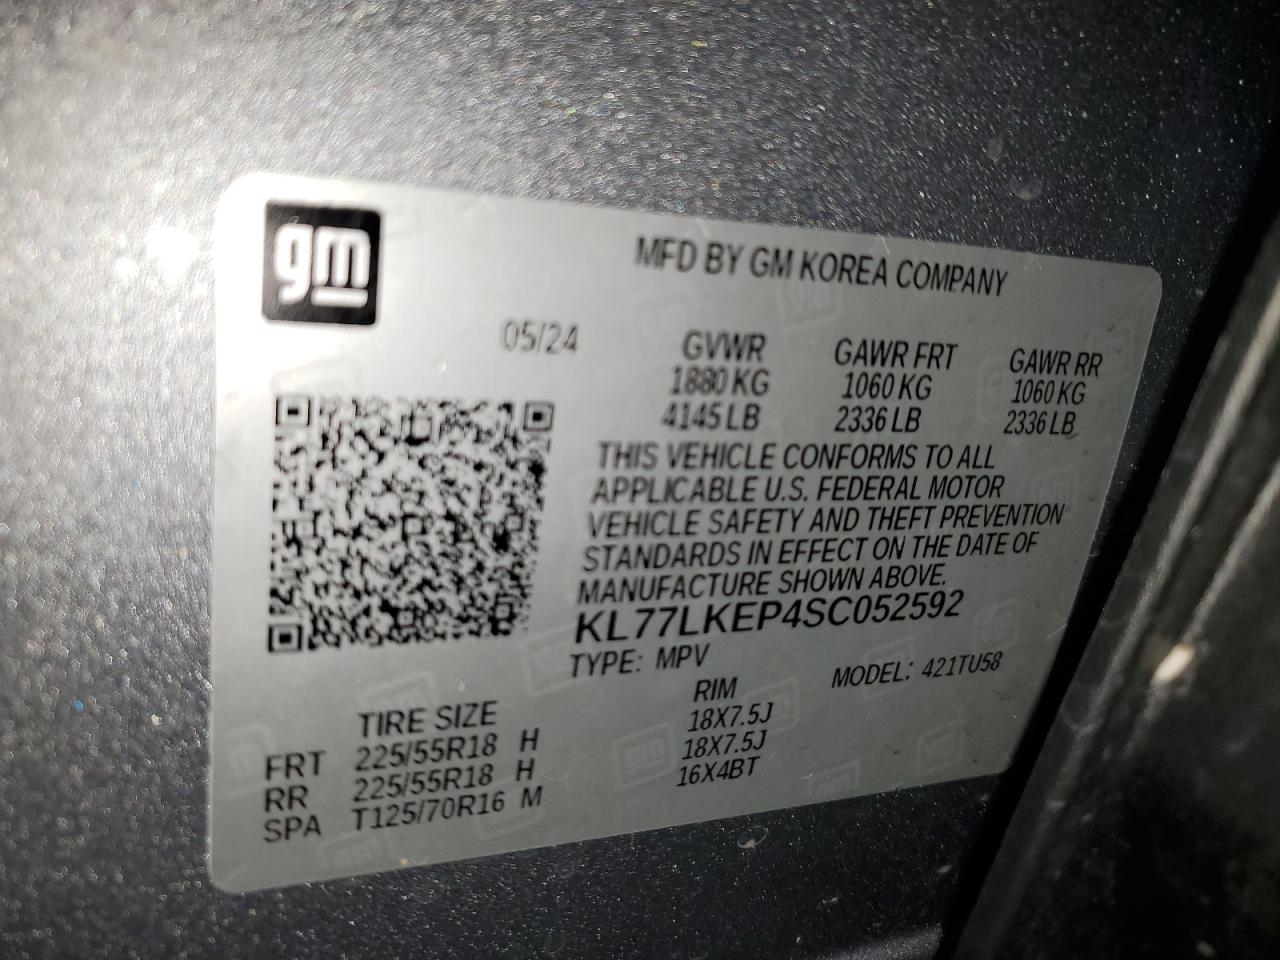 gm
MFD BY GM KOREA COMPANY
05/24
GVWR GAWR FRT GAWR RR
1880 KG 1060 KG 1060 KG
4145 LB 2336 LB 2336 LB
THIS VEHICLE CONFORMS TO ALL
APPLICABLE U.S. FEDERAL MOTOR
VEHICLE SAFETY AND THEFT PREVENTION
STANDARDS IN EFFECT ON THE DATE OF
MANUFACTURE SHOWN ABOVE.
KL77LKEP4SC052592
TYPE: MPV MODEL: 421TU58
TIRE SIZE RIM
FRT 225/55R18 H 18X7.5J
RR 225/55R18 H 18X7.5J
SPA T125/70R16 M 16X4BT